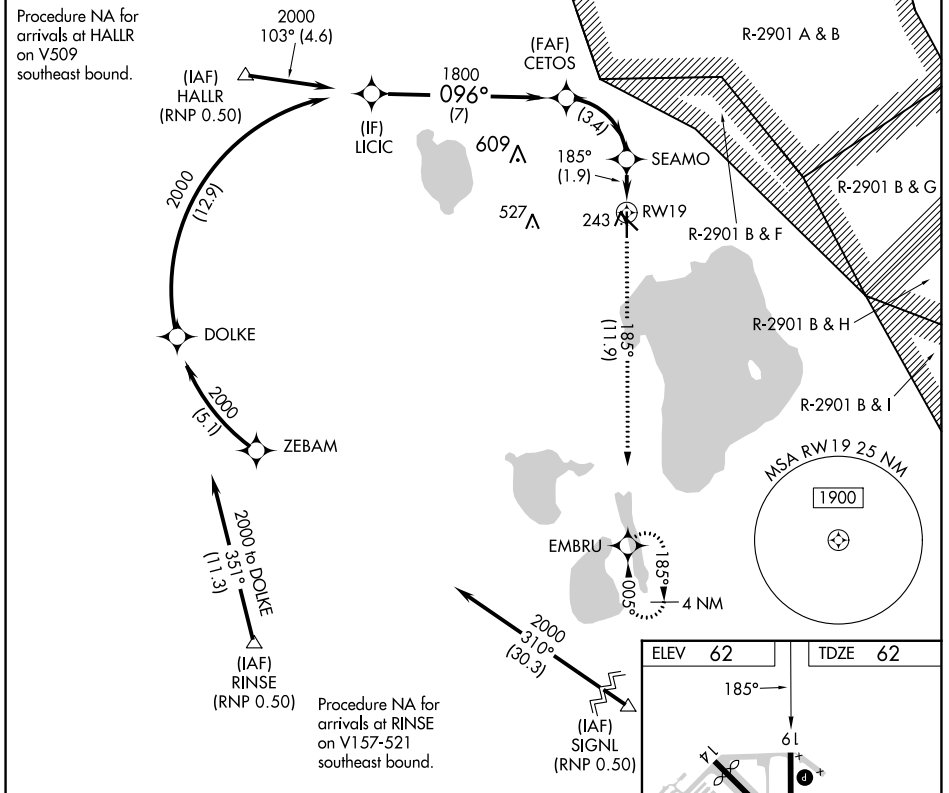 Procedure NA for
arrivals at HALLR
on V509
southeast bound.
2000
103° (4.6)
(IAF)
HALLR
(RNP 0.50)
(IF)
LICIC
1800
096°
(7)
(FAF)
CETOS
(3.4)
SEAMO
185°
(1.9)
609
527
243
RW19
R-2901 A & B
R-2901 B & G
R-2901 B & F
R-2901 B & H
R-2901 B & I
2000
(12.9)
DOLKE
2000
(5.1)
ZEBAM
185°
(11.9)
MSA RW19 25 NM
1900
2000 to DOLKE
351°
(11.3)
(IAF)
RINSE
(RNP 0.50)
EMBRU
185°
005°
4 NM
2000
310°
(30.3)
(IAF)
SIGNL
(RNP 0.50)
Procedure NA for
arrivals at RINSE
on V157-521
southeast bound.
ELEV 62
TDZE 62
185°
19
14
P